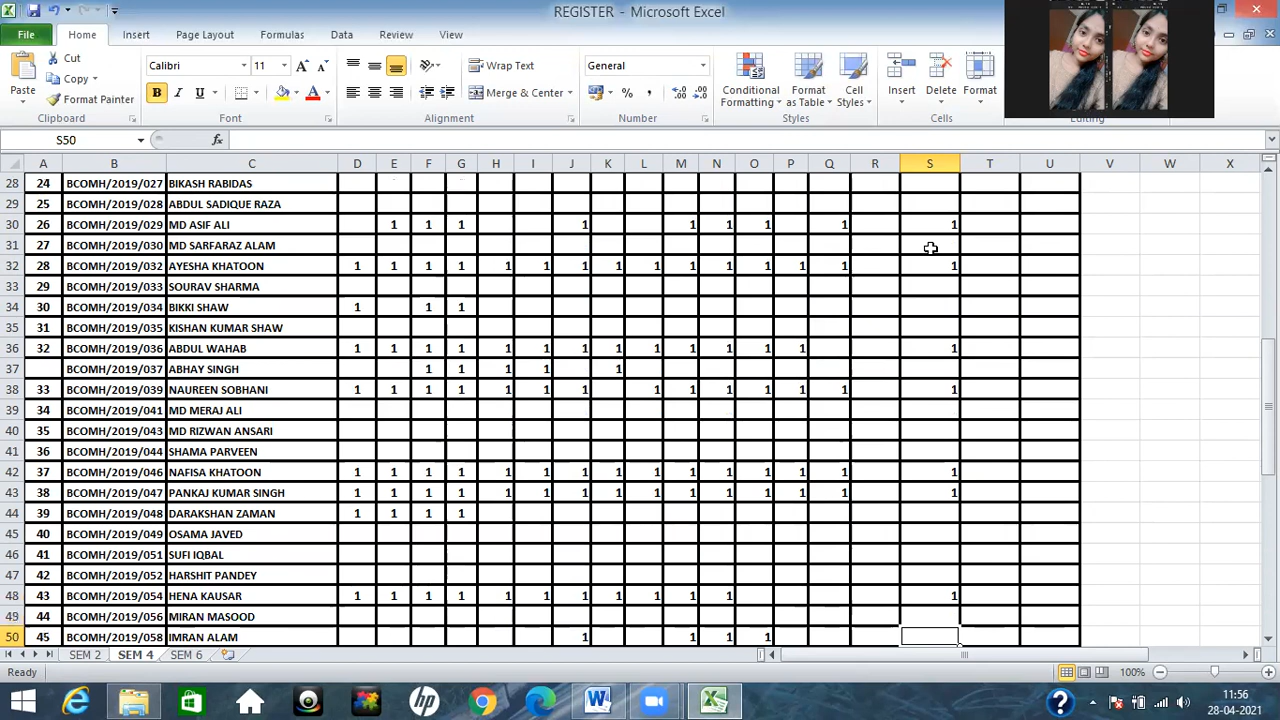 REGISTER - Microsoft Excel
File Home Insert Page Layout Formulas Data Review View
Paste Cut Copy Format Painter Clipboard
Calibri 11 B I U Font
Wrap Text Merge & Center Alignment
General % , Number
Conditional Formatting Format as Table Cell Styles Styles
Insert Delete Format Cells
S50 fx
A B C D E F G H I J K L M N O P Q R S T U V W X
28 24 BCOMH/2019/027 BIKASH RABIDAS
29 25 BCOMH/2019/028 ABDUL SADIQUE RAZA
30 26 BCOMH/2019/029 MD ASIF ALI 1 1 1 1 1 1 1 1 1
31 27 BCOMH/2019/030 MD SARFARAZ ALAM
32 28 BCOMH/2019/032 AYESHA KHATOON 1 1 1 1 1 1 1 1 1 1 1 1 1 1 1
33 29 BCOMH/2019/033 SOURAV SHARMA
34 30 BCOMH/2019/034 BIKKI SHAW 1 1 1
35 31 BCOMH/2019/035 KISHAN KUMAR SHAW
36 32 BCOMH/2019/036 ABDUL WAHAB 1 1 1 1 1 1 1 1 1 1 1 1 1 1
37 BCOMH/2019/037 ABHAY SINGH 1 1 1 1 1
38 33 BCOMH/2019/039 NAUREEN SOBHANI 1 1 1 1 1 1 1 1 1 1 1 1 1 1
39 34 BCOMH/2019/041 MD MERAJ ALI
40 35 BCOMH/2019/043 MD RIZWAN ANSARI
41 36 BCOMH/2019/044 SHAMA PARVEEN
42 37 BCOMH/2019/046 NAFISA KHATOON 1 1 1 1 1 1 1 1 1 1 1 1 1 1 1
43 38 BCOMH/2019/047 PANKAJ KUMAR SINGH 1 1 1 1 1 1 1 1 1 1 1 1 1 1 1
44 39 BCOMH/2019/048 DARAKSHAN ZAMAN 1 1 1 1
45 40 BCOMH/2019/049 OSAMA JAVED
46 41 BCOMH/2019/051 SUFI IQBAL
47 42 BCOMH/2019/052 HARSHIT PANDEY
48 43 BCOMH/2019/054 HENA KAUSAR 1 1 1 1 1 1 1 1 1 1 1 1
49 44 BCOMH/2019/056 MIRAN MASOOD
50 45 BCOMH/2019/058 IMRAN ALAM 1 1 1 1
SEM 2 SEM 4 SEM 6
Ready 100%
11:56
28-04-2021